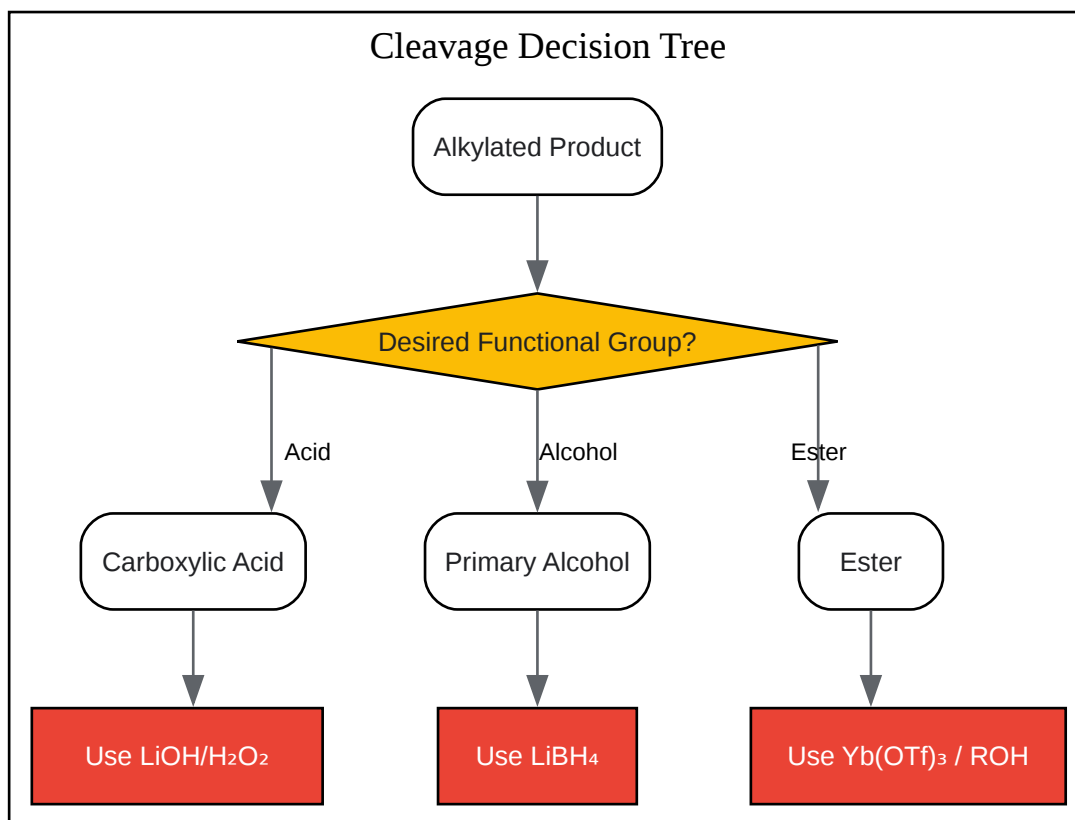 Cleavage Decision Tree
Alkylated Product
Desired Functional Group?
Acid
Alcohol
Ester
Carboxylic Acid
Primary Alcohol
Ester
Use LiOH/H₂O₂
Use LiBH₄
Use Yb(OTf)₃ / ROH